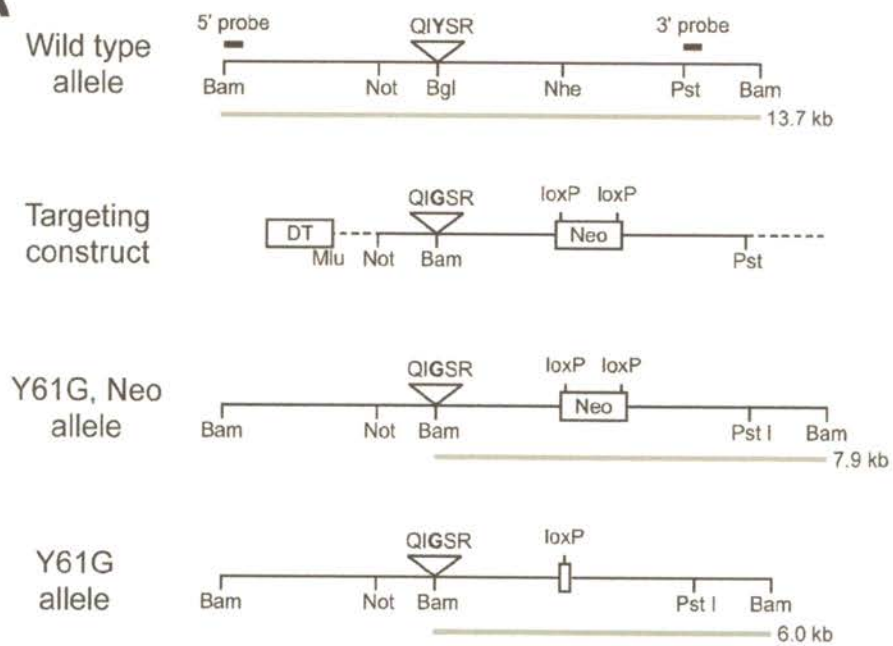 A
Wild type
allele
5' probe
QIYSR
3' probe
Bam
Not
Bgl
Nhe
Pst
Bam
13.7 kb
Targeting
construct
QIGSR
loxP
loxP
DT
Neo
Mlu
Not
Bam
Pst
Y61G, Neo
allele
QIGSR
loxP
loxP
Neo
Bam
Not
Bam
Pst I
Bam
7.9 kb
Y61G
allele
QIGSR
loxP
Bam
Not
Bam
Pst I
Bam
6.0 kb